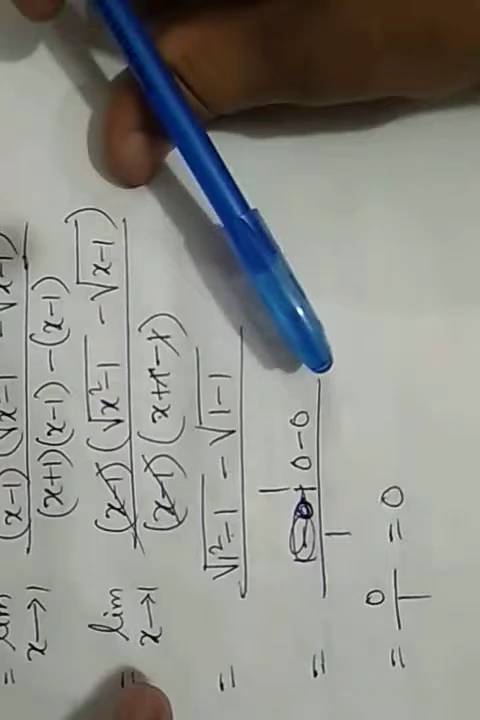 = lim x→1 (x-1)(√x-1 - √x-1) / (x+1)(x-1)-(x-1)
= lim x→1 (x-1)(√x²-1 - √x-1) / (x-1)(x+1-1)
= √1²-1 - √1-1
= 0-0 / 1
= 0/1 = 0